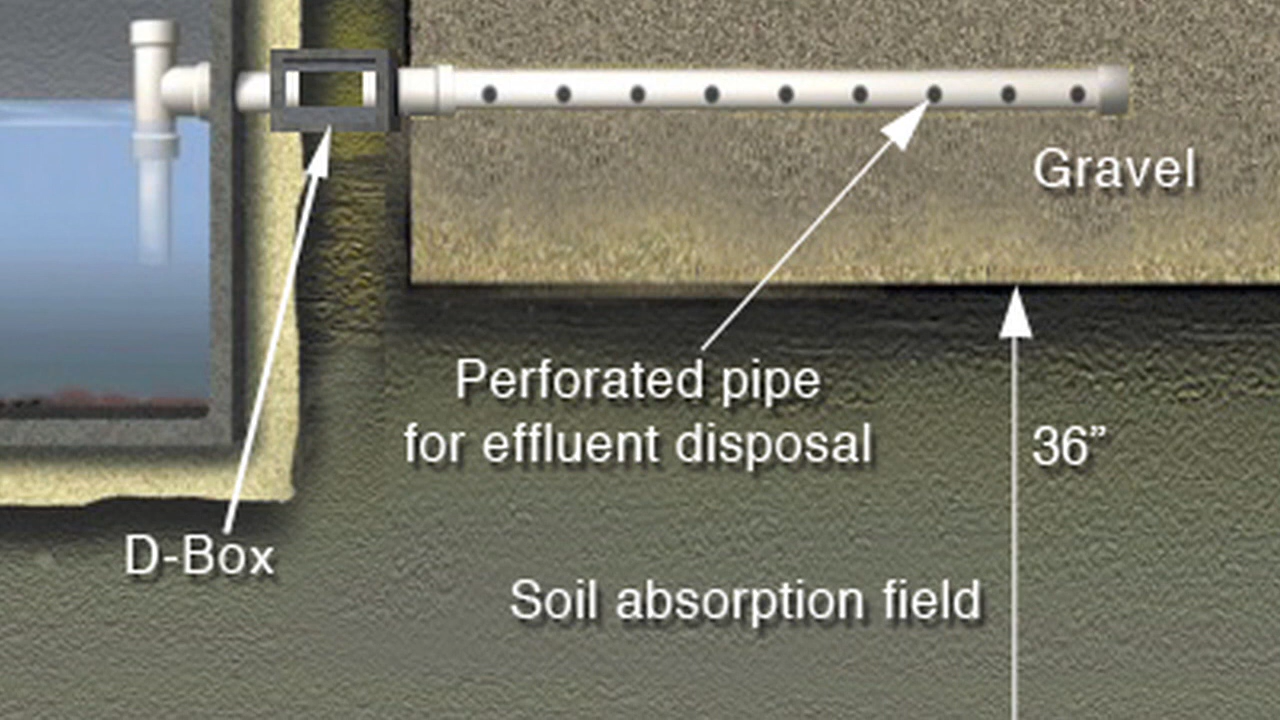 Gravel
Perforated pipe
for effluent disposal
36”
D-Box
Soil absorption field